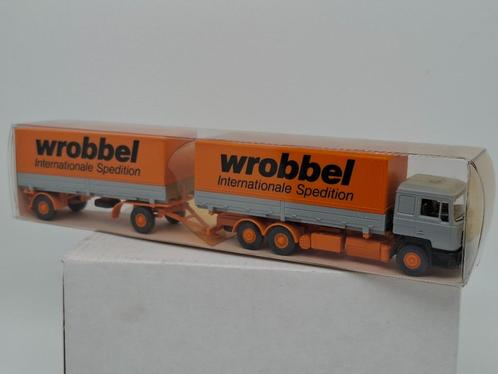 wrobbel
Internationale Spedition
wrobbel
Internationale Spedition